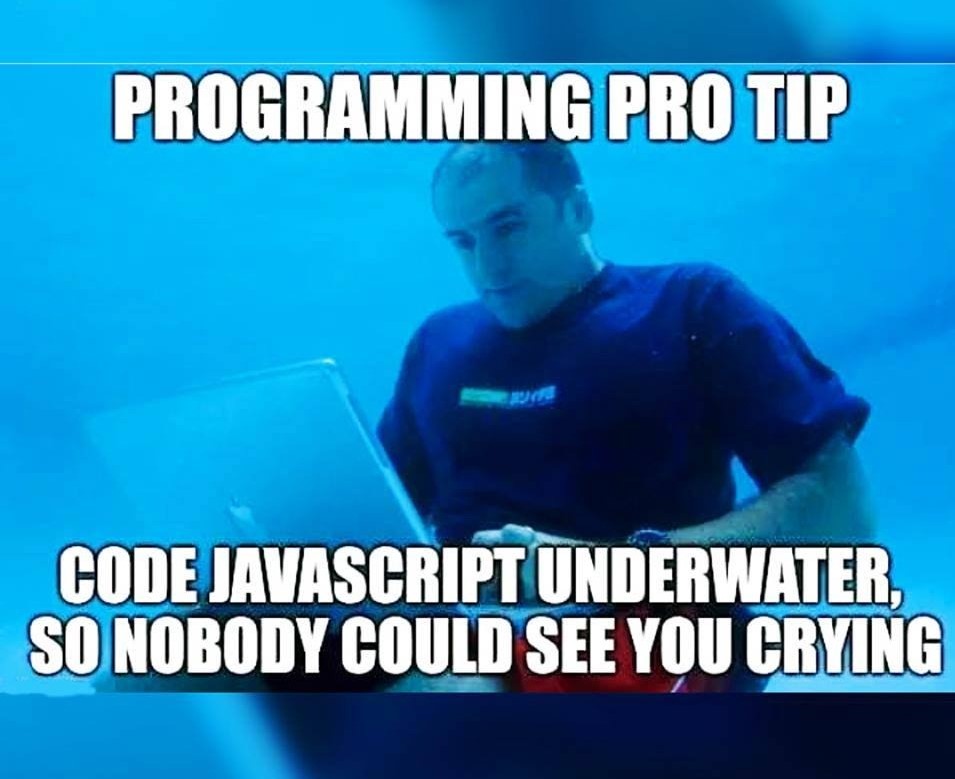 PROGRAMMING PRO TIP
CODE JAVASCRIPT UNDERWATER,
SO NOBODY COULD SEE YOU CRYING